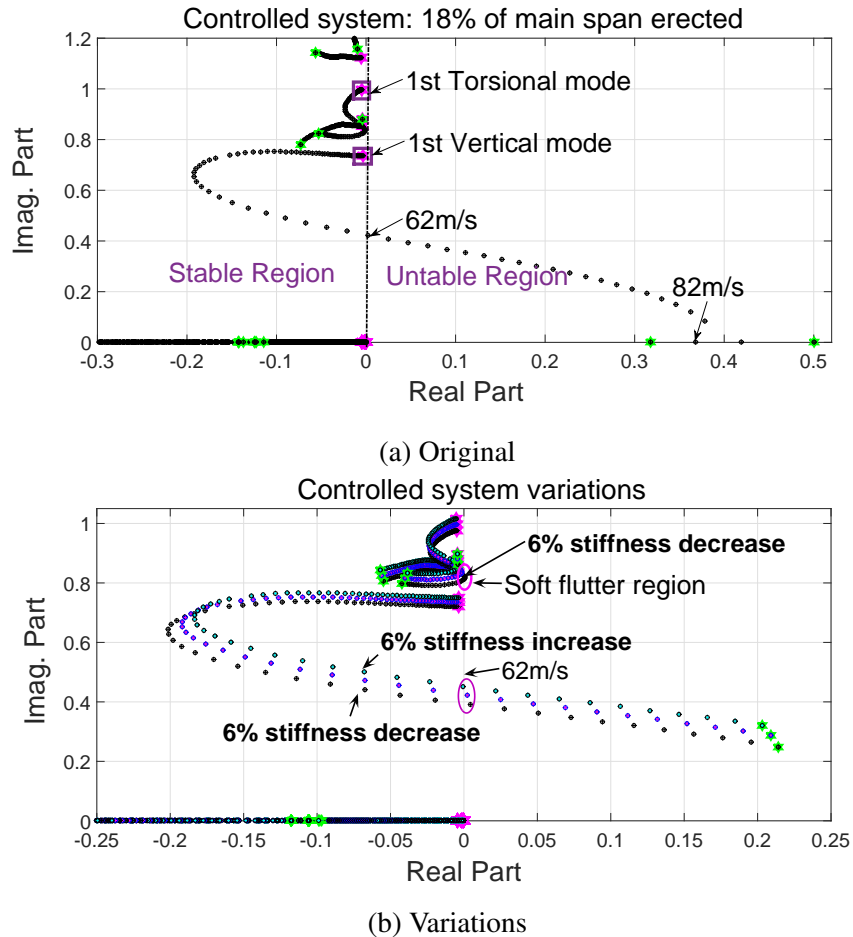 Controlled system: 18% of main span erected
1.2
1
0.8
0.6
0.4
0.2
0
Imag. Part
1st Torsional mode
1st Vertical mode
62m/s
Stable Region
Untable Region
82m/s
-0.3
-0.2
-0.1
0
0.1
0.2
0.3
0.4
0.5
Real Part
(a) Original
Controlled system variations
1
0.8
0.6
0.4
0.2
0
Imag. Part
6% stiffness decrease
Soft flutter region
6% stiffness increase
62m/s
6% stiffness decrease
-0.25
-0.2
-0.15
-0.1
-0.05
0
0.05
0.1
0.15
0.2
0.25
Real Part
(b) Variations